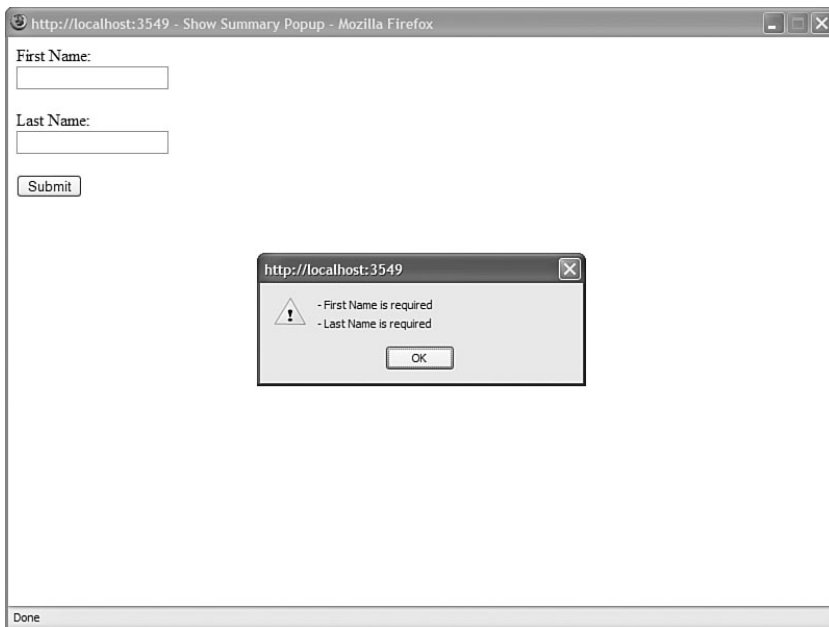 http://localhost:3549 - Show Summary Popup - Mozilla Firefox
First Name:
Last Name:
Submit
http://localhost:3549
- First Name is required
- Last Name is required
OK
Done